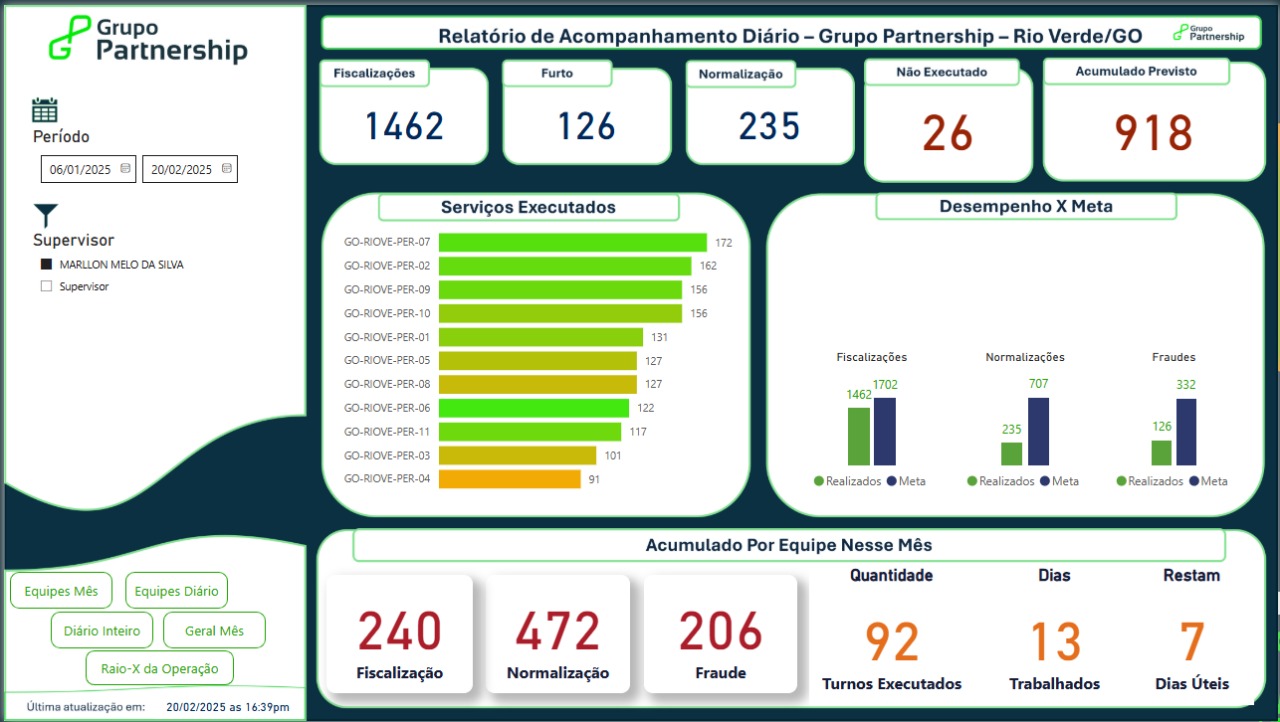 Grupo
Partnership
Período
06/01/2025 20/02/2025
Supervisor
MARLLON MELO DA SILVA
Supervisor
Equipes Mês Equipes Diário
Diário Inteiro Geral Mês
Raio-X da Operação
Última atualização em: 20/02/2025 as 16:39pm
Relatório de Acompanhamento Diário – Grupo Partnership – Rio Verde/GO
Grupo
Partnership
Fiscalizações
1462
Furto
126
Normalização
235
Não Executado
26
Acumulado Previsto
918
Serviços Executados
GO-RIOVE-PER-07 172
GO-RIOVE-PER-02 162
GO-RIOVE-PER-09 156
GO-RIOVE-PER-10 156
GO-RIOVE-PER-01 131
GO-RIOVE-PER-05 127
GO-RIOVE-PER-08 127
GO-RIOVE-PER-06 122
GO-RIOVE-PER-11 117
GO-RIOVE-PER-03 101
GO-RIOVE-PER-04 91
Desempenho X Meta
Fiscalizações
1462 1702
Realizados Meta
Normalizações
235 707
Realizados Meta
Fraudes
126 332
Realizados Meta
Acumulado Por Equipe Nesse Mês
240
Fiscalização
472
Normalização
206
Fraude
Quantidade
92
Turnos Executados
Dias
13
Trabalhados
Restam
7
Dias Úteis